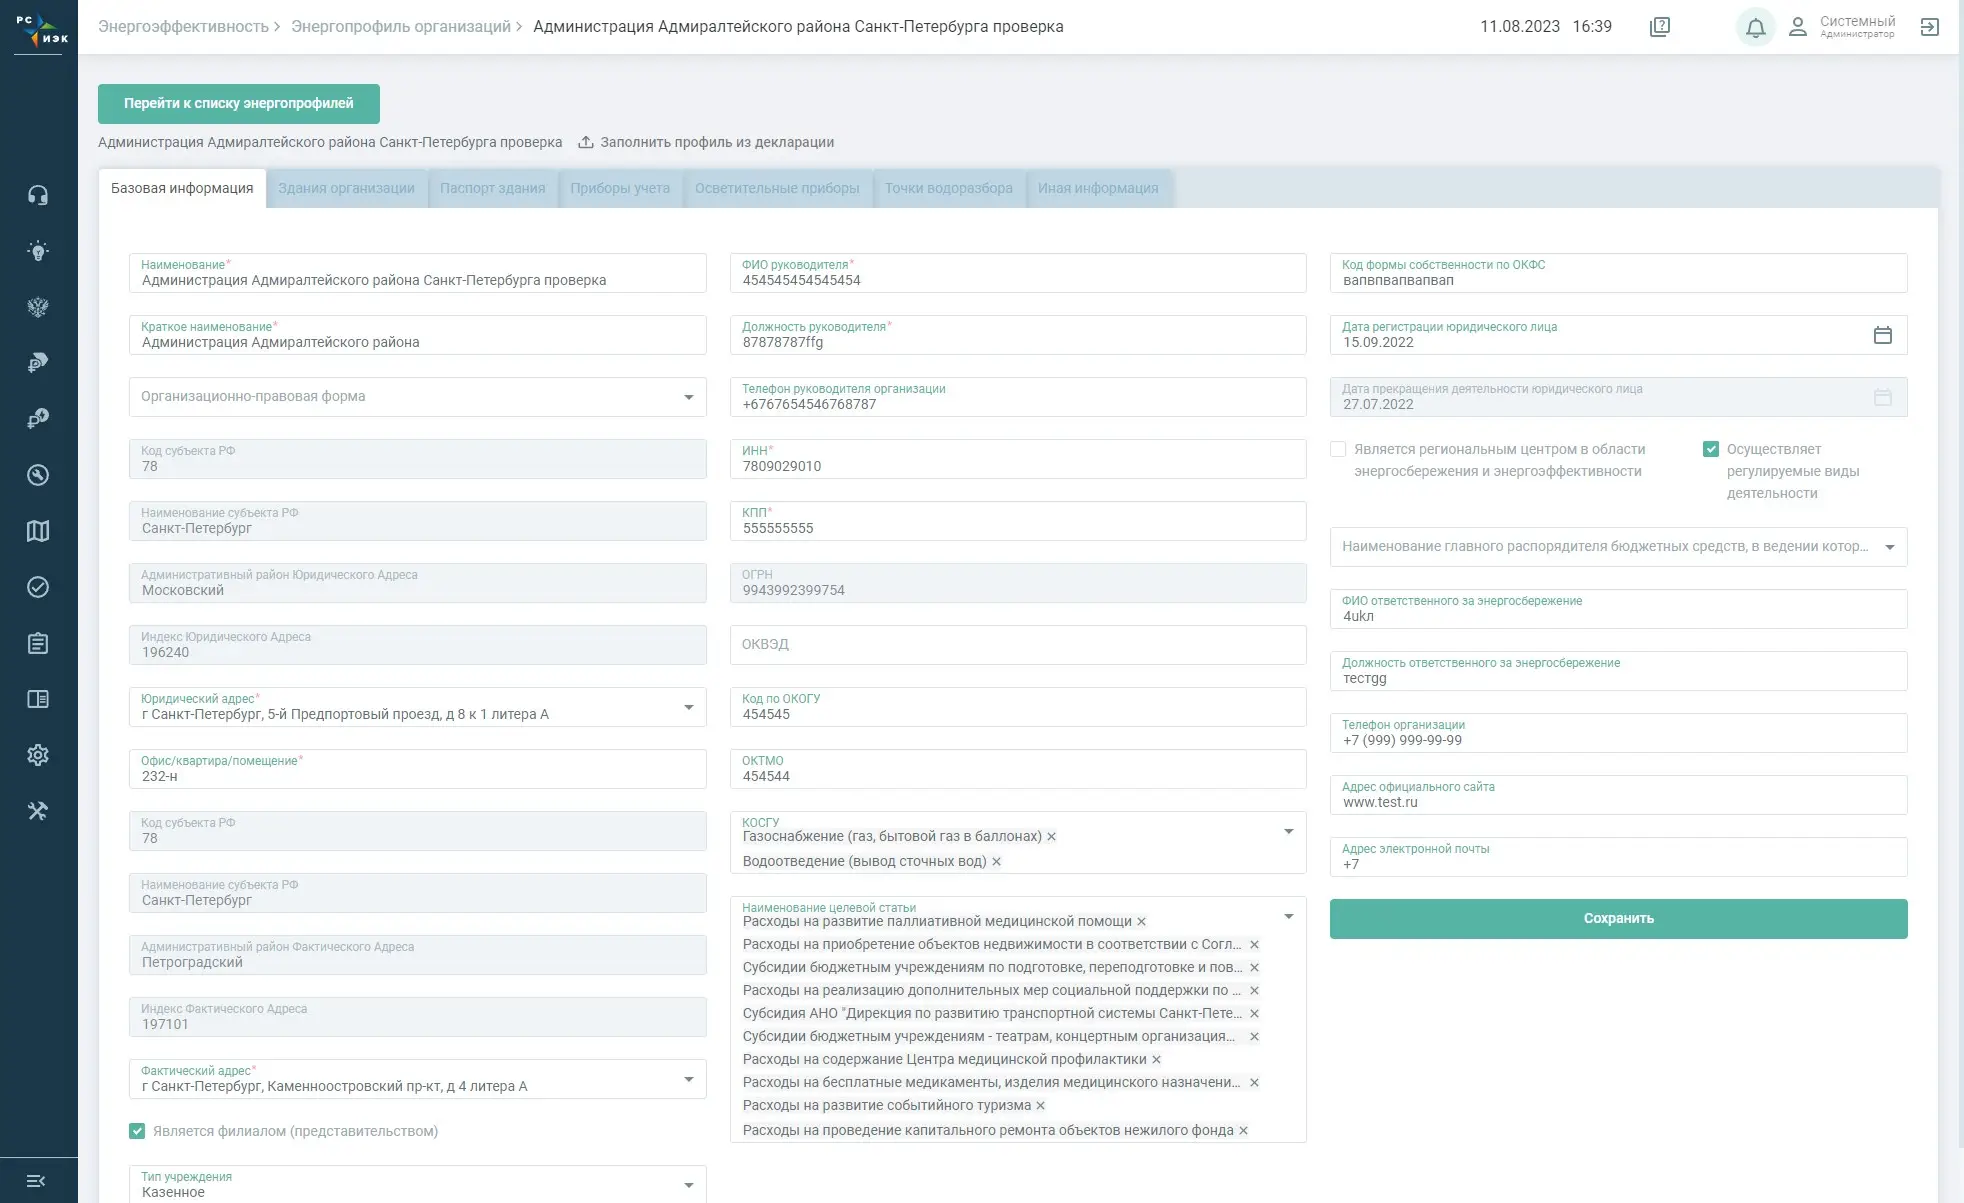 РС
ИЭК
Энергоэффективность > Энергопрофиль организаций > Администрация Адмиралтейского района Санкт-Петербурга проверка
11.08.2023 16:39
Системный
Администратор
Перейти к списку энергопрофилей
Администрация Адмиралтейского района Санкт-Петербурга проверка
Заполнить профиль из декларации
Базовая информация
Здания организации
Паспорт здания
Приборы учета
Осветительные приборы
Точки водоразбора
Иная информация
Наименование*
Администрация Адмиралтейского района Санкт-Петербурга проверка
Краткое наименование*
Администрация Адмиралтейского района
Организационно-правовая форма
Код субъекта РФ
78
Наименование субъекта РФ
Санкт-Петербург
Административный район Юридического Адреса
Московский
Индекс Юридического Адреса
196240
Юридический адрес*
г Санкт-Петербург, 5-й Предпортовый проезд, д 8 к 1 литера А
Офис/квартира/помещение*
232-н
Код субъекта РФ
78
Наименование субъекта РФ
Санкт-Петербург
Административный район Фактического Адреса
Петроградский
Индекс Фактического Адреса
197101
Фактический адрес*
г Санкт-Петербург, Каменноостровский пр-кт, д 4 литера А
Является филиалом (представительством)
Тип учреждения
Казенное
ФИО руководителя*
454545454545454
Должность руководителя*
87878787ffg
Телефон руководителя организации
+6767654546768787
ИНН*
7809029010
КПП*
555555555
ОГРН
9943992399754
ОКВЭД
Код по ОКОГУ
454545
ОКТМО
454544
КОСГУ
Газоснабжение (газ, бытовой газ в баллонах) ×
Водоотведение (вывод сточных вод) ×
Наименование целевой статьи
Расходы на развитие паллиативной медицинской помощи ×
Расходы на приобретение объектов недвижимости в соответствии с Согл... ×
Субсидии бюджетным учреждениям по подготовке, переподготовке и пов... ×
Расходы на реализацию дополнительных мер социальной поддержки по ... ×
Субсидия АНО "Дирекция по развитию транспортной системы Санкт-Пете... ×
Субсидии бюджетным учреждениям - театрам, концертным организация... ×
Расходы на содержание Центра медицинской профилактики ×
Расходы на бесплатные медикаменты, изделия медицинского назначени... ×
Расходы на развитие событийного туризма ×
Расходы на проведение капитального ремонта объектов нежилого фонда ×
Код формы собственности по ОКФС
вапвпвапвапвап
Дата регистрации юридического лица
15.09.2022
Дата прекращения деятельности юридического лица
27.07.2022
Является региональным центром в области
энергосбережения и энергоэффективности
Осуществляет
регулируемые виды
деятельности
Наименование главного распорядителя бюджетных средств, в ведении котор...
ФИО ответственного за энергосбережение
4икл
Должность ответственного за энергосбережение
тестgg
Телефон организации
+7 (999) 999-99-99
Адрес официального сайта
www.test.ru
Адрес электронной почты
+7
Сохранить